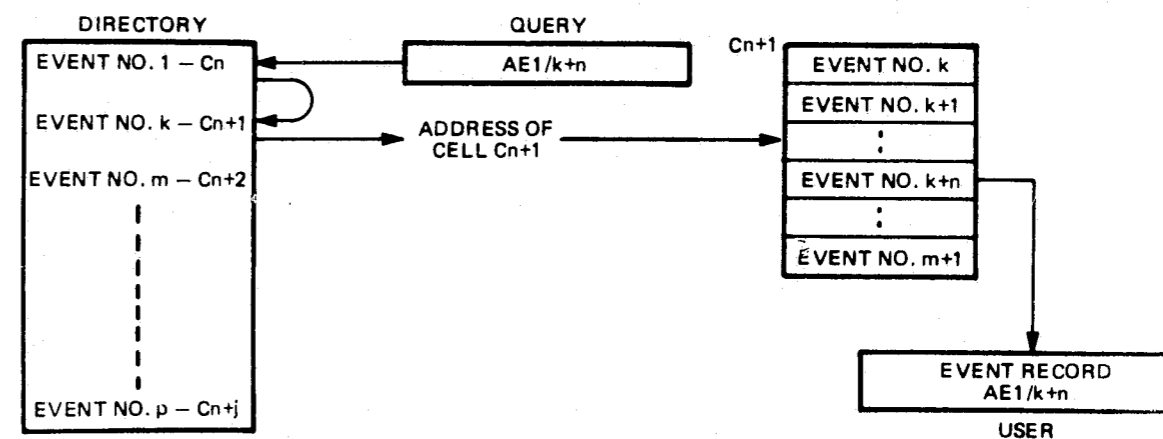 DIRECTORY
EVENT NO. 1 – Cn
EVENT NO. k – Cn+1
EVENT NO. m – Cn+2
EVENT NO. p – Cn+j
QUERY
AE1/k+n
ADDRESS OF
CELL Cn+1
Cn+1
EVENT NO. k
EVENT NO. k+1
EVENT NO. k+n
EVENT NO. m+1
EVENT RECORD
AE1/k+n
USER